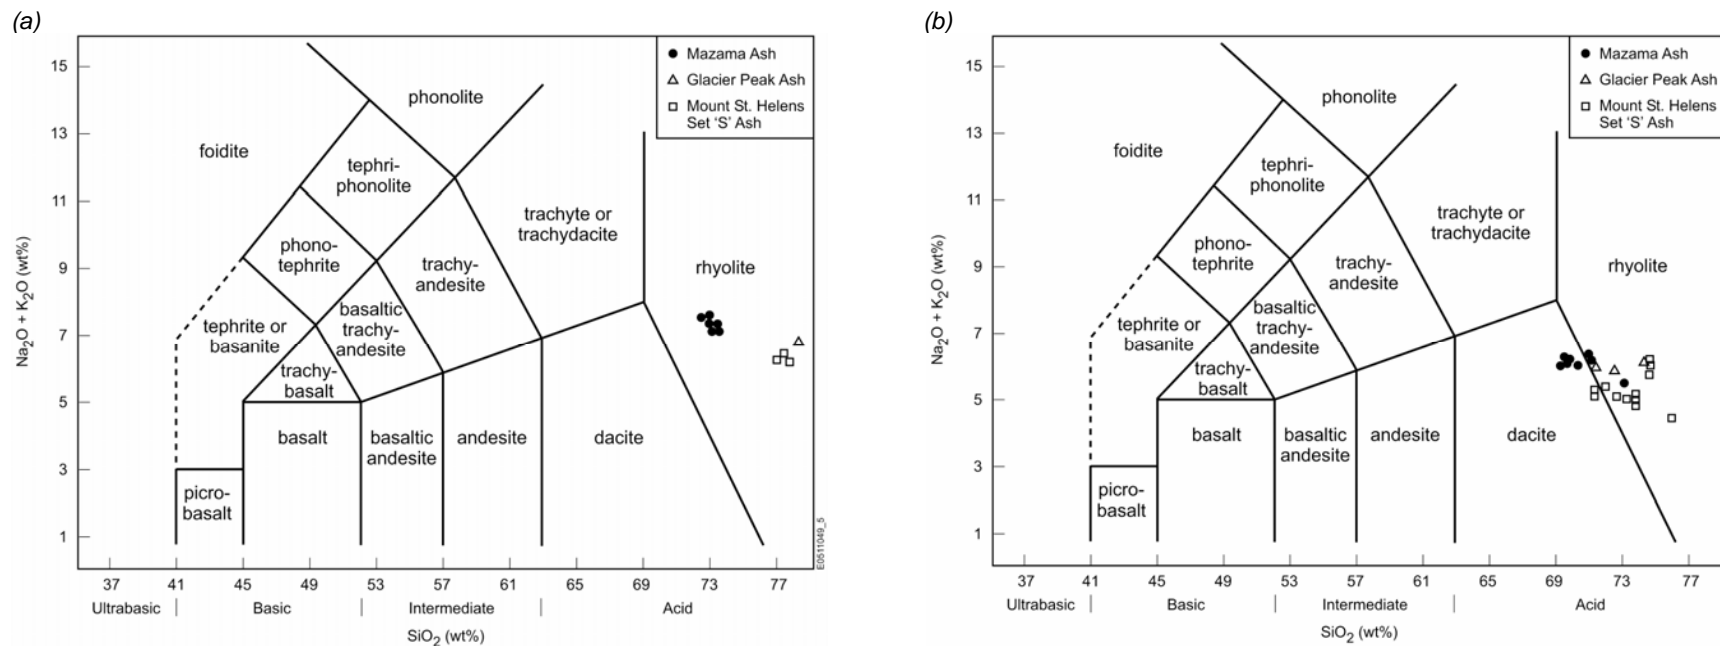 (a)
Mazama Ash
Glacier Peak Ash
Mount St. Helens
Set ‘S’ Ash
15
13
11
9
7
5
3
1
Na2O + K2O (wt%)
phonolite
foidite
tephri-
phonolite
trachyte or
trachydacite
phono-
tephrite
trachy-
andesite
rhyolite
tephrite or
basanite
basaltic
trachy-
andesite
trachy-
basalt
basalt
basaltic
andesite
andesite
dacite
picro-
basalt
E0511049_5
37 41 45 49 53 57 61 65 69 73 77
Ultrabasic | Basic | Intermediate | Acid
SiO2 (wt%)
(b)
Mazama Ash
Glacier Peak Ash
Mount St. Helens
Set ‘S’ Ash
15
13
11
9
7
5
3
1
Na2O + K2O (wt%)
phonolite
foidite
tephri-
phonolite
trachyte or
trachydacite
phono-
tephrite
trachy-
andesite
rhyolite
tephrite or
basanite
basaltic
trachy-
andesite
trachy-
basalt
basalt
basaltic
andesite
andesite
dacite
picro-
basalt
37 41 45 49 53 57 61 65 69 73 77
Ultrabasic | Basic | Intermediate | Acid
SiO2 (wt%)